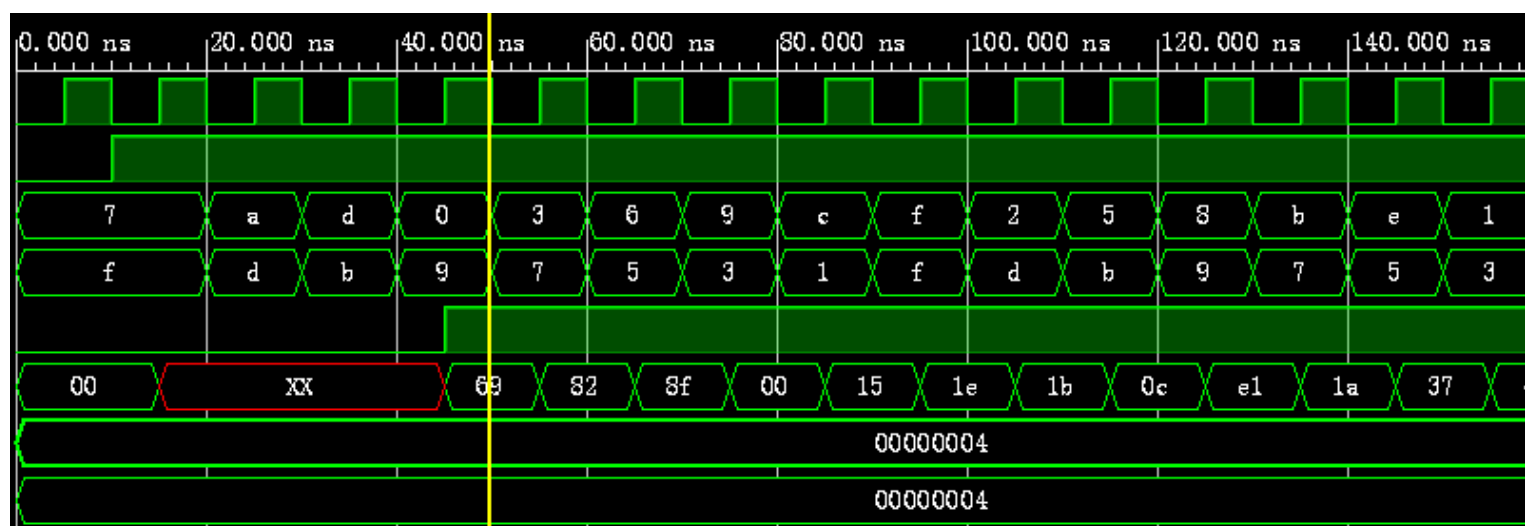 0.000 ns 20.000 ns 40.000 ns 60.000 ns 80.000 ns 100.000 ns 120.000 ns 140.000 ns
7 a d 0 3 6 9 c f 2 5 8 b e 1
f d b 9 7 5 3 1 f d b 9 7 5 3
00 XX 69 82 8f 00 15 1e 1b 0c e1 1a 37
00000004
00000004